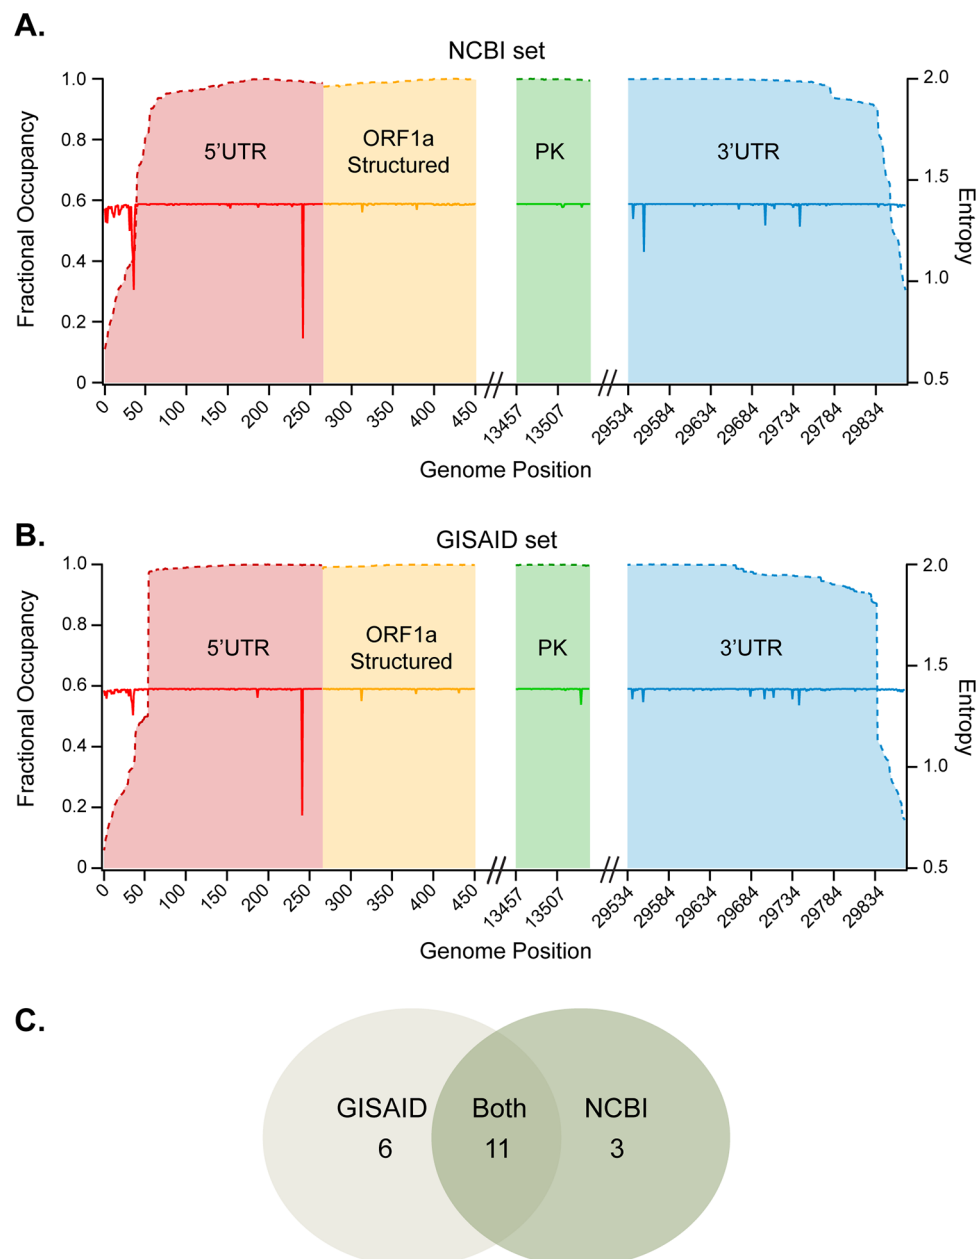 A.
NCBI set
1.0
0.8
0.6
0.4
0.2
0
Fractional Occupancy
5’UTR
ORF1a
Structured
PK
3’UTR
2.0
1.5
1.0
0.5
Entropy
0
50
100
150
200
250
300
350
400
450
13457
13507
29534
29584
29634
29684
29734
29784
29834
Genome Position
B.
GISAID set
1.0
0.8
0.6
0.4
0.2
0
Fractional Occupancy
5’UTR
ORF1a
Structured
PK
3’UTR
2.0
1.5
1.0
0.5
Entropy
0
50
100
150
200
250
300
350
400
450
13457
13507
29534
29584
29634
29684
29734
29784
29834
Genome Position
C.
GISAID Both NCBI
6 11 3